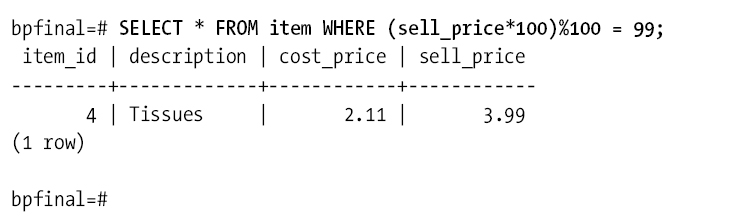 bpfinal=# SELECT * FROM item WHERE (sell_price*100)%100 = 99;
 item_id | description | cost_price | sell_price
---------+-------------+------------+------------
       4 | Tissues     |       2.11 |       3.99
(1 row)

bpfinal=#